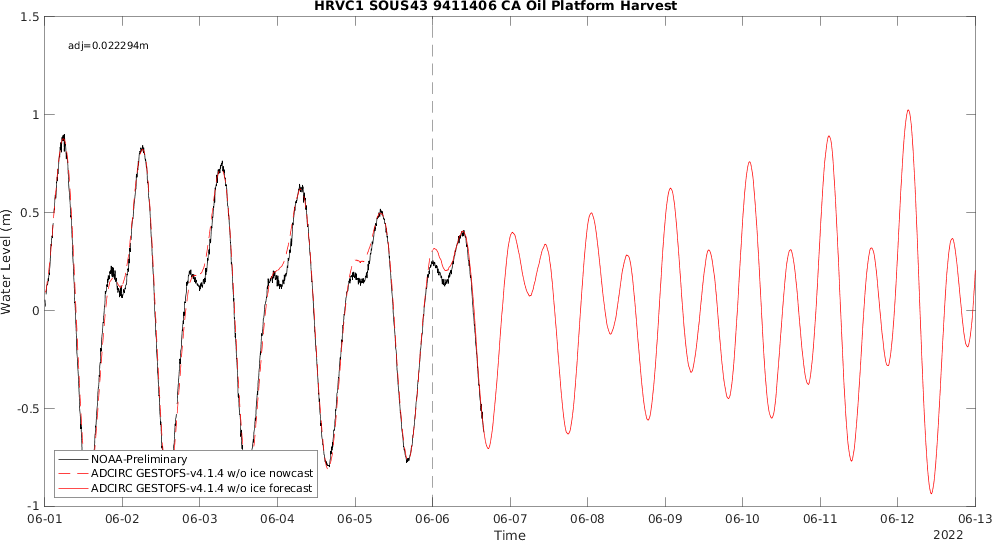 HRVC1 SOUS43 9411406 CA Oil Platform Harvest
1.5
adj=0.022294m
1
0.5
Water Level (m)
0
-0.5
NOAA-Preliminary
ADCIRC GESTOFS-v4.1.4 w/o ice nowcast
ADCIRC GESTOFS-v4.1.4 w/o ice forecast
-1
06-01 06-02 06-03 06-04 06-05 06-06 06-07 06-08 06-09 06-10 06-11 06-12 06-13
Time
2022